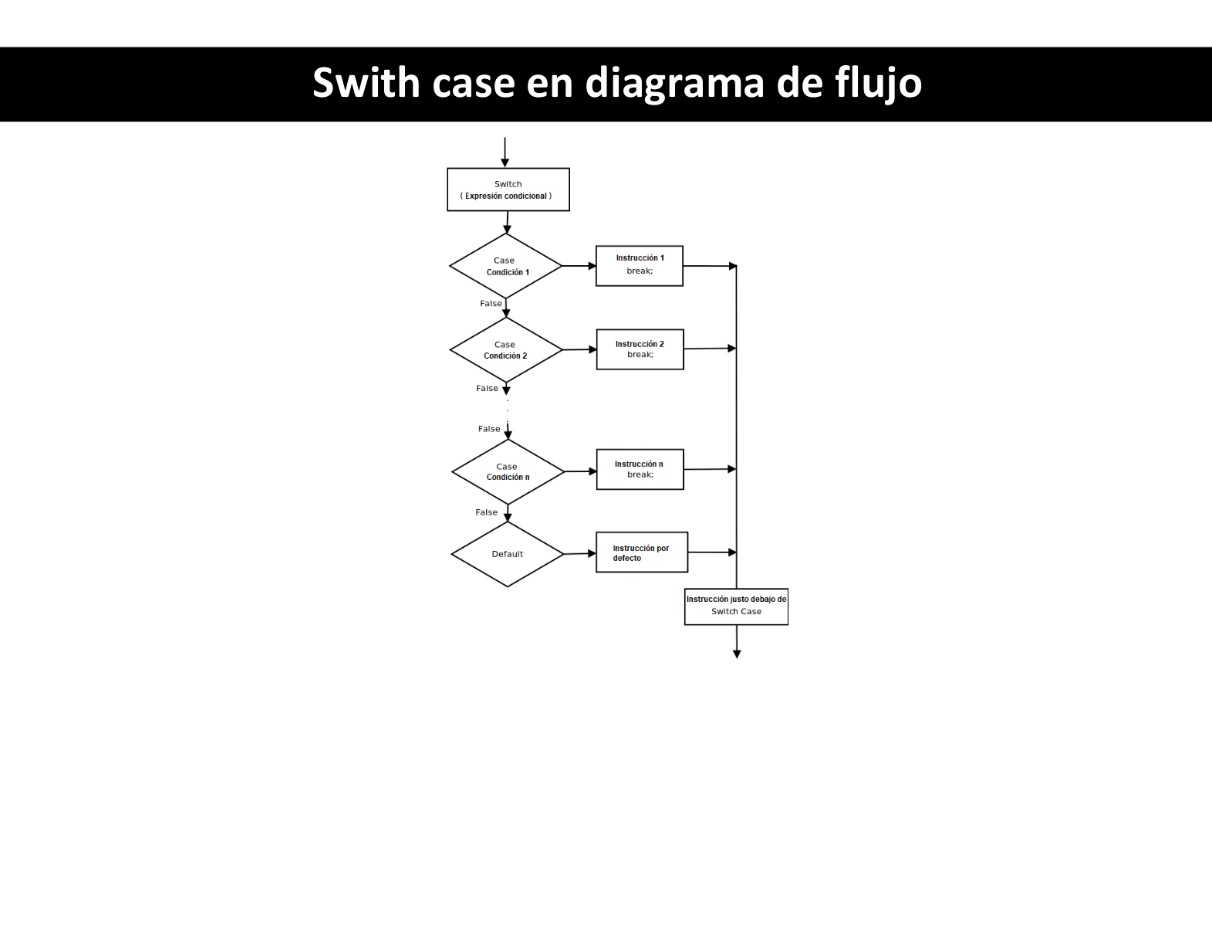 Swith case en diagrama de flujo
Switch
( Expresión condicional )
Case
Condición 1
Instrucción 1
break;
False
Case
Condición 2
Instrucción 2
break;
False
.
.
.
False
Case
Condición n
Instrucción n
break;
False
Default
Instrucción por
defecto
Instrucción justo debajo de
Switch Case